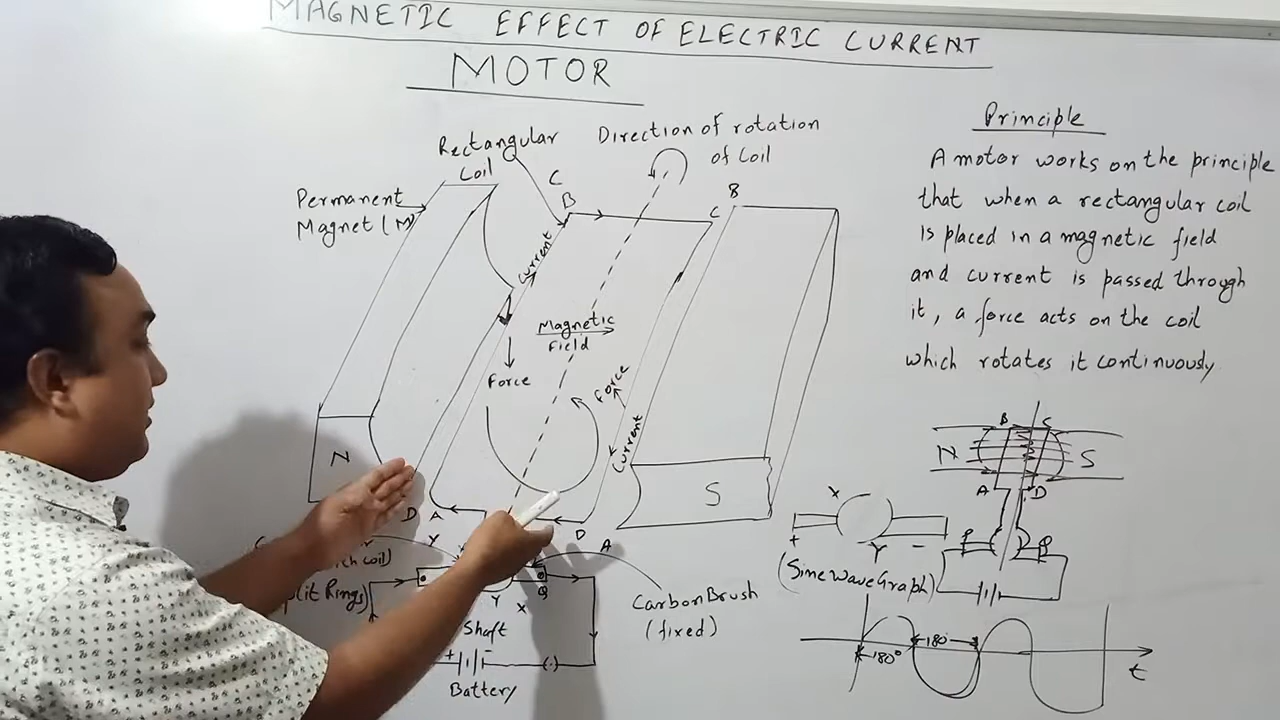 MAGNETIC EFFECT OF ELECTRIC CURRENT
MOTOR
Rectangular
Coil
Direction of rotation
of Coil
Permanent
Magnet (M)
C
B
C
B
Current
Magnetic
field
Force
Force
Current
N
S
D A
D
A
Y
Split Rings)
Y X
Q
Shaft
+ -
(·)
Battery
Carbon Brush
(fixed)
Principle
A motor works on the principle
that when a rectangular coil
is placed in a magnetic field
and current is passed through
it, a force acts on the coil
which rotates it continuously
B C
N S
A D
X
Y
+ -
P Q
(Sine Wave Graph)
180°
180
t